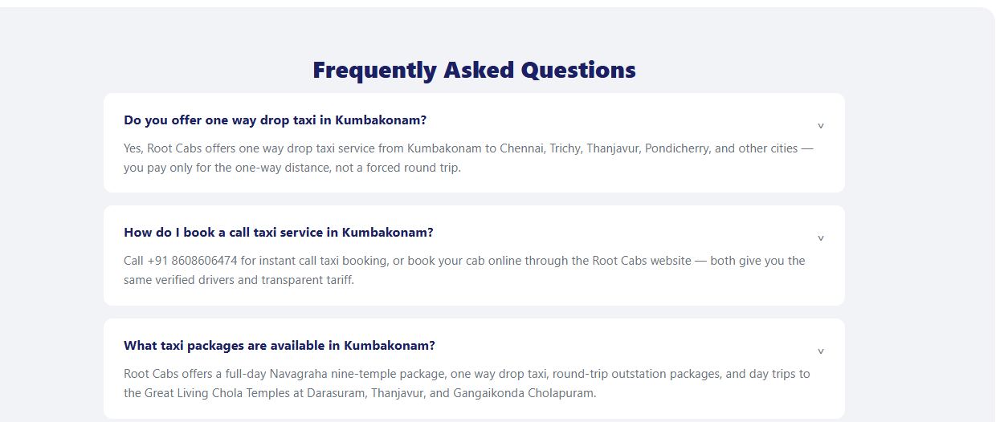 Frequently Asked Questions
Do you offer one way drop taxi in Kumbakonam?
Yes, Root Cabs offers one way drop taxi service from Kumbakonam to Chennai, Trichy, Thanjavur, Pondicherry, and other cities —
you pay only for the one-way distance, not a forced round trip.
How do I book a call taxi service in Kumbakonam?
Call +91 8608606474 for instant call taxi booking, or book your cab online through the Root Cabs website — both give you the
same verified drivers and transparent tariff.
What taxi packages are available in Kumbakonam?
Root Cabs offers a full-day Navagraha nine-temple package, one way drop taxi, round-trip outstation packages, and day trips to
the Great Living Chola Temples at Darasuram, Thanjavur, and Gangaikonda Cholapuram.